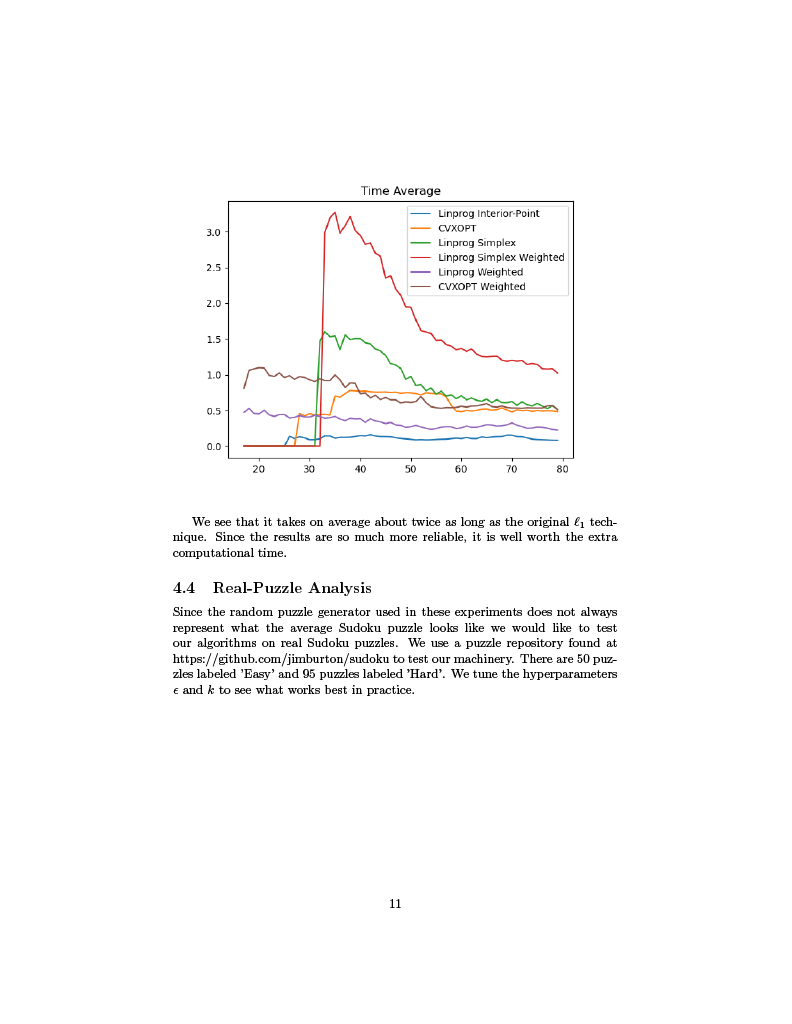 Time Average
Linprog Interior-Point
CVXOPT
Linprog Simplex
Linprog Simplex Weighted
Linprog Weighted
CVXOPT Weighted
3.0
2.5
2.0
1.5
1.0
0.5
0.0
20 30 40 50 60 70 80
We see that it takes on average about twice as long as the original ℓ₁ tech-
nique. Since the results are so much more reliable, it is well worth the extra
computational time.
4.4 Real-Puzzle Analysis
Since the random puzzle generator used in these experiments does not always
represent what the average Sudoku puzzle looks like we would like to test
our algorithms on real Sudoku puzzles. We use a puzzle repository found at
https://github.com/jimburton/sudoku to test our machinery. There are 50 puz-
zles labeled ’Easy’ and 95 puzzles labeled ’Hard’. We tune the hyperparameters
ϵ and k to see what works best in practice.
11